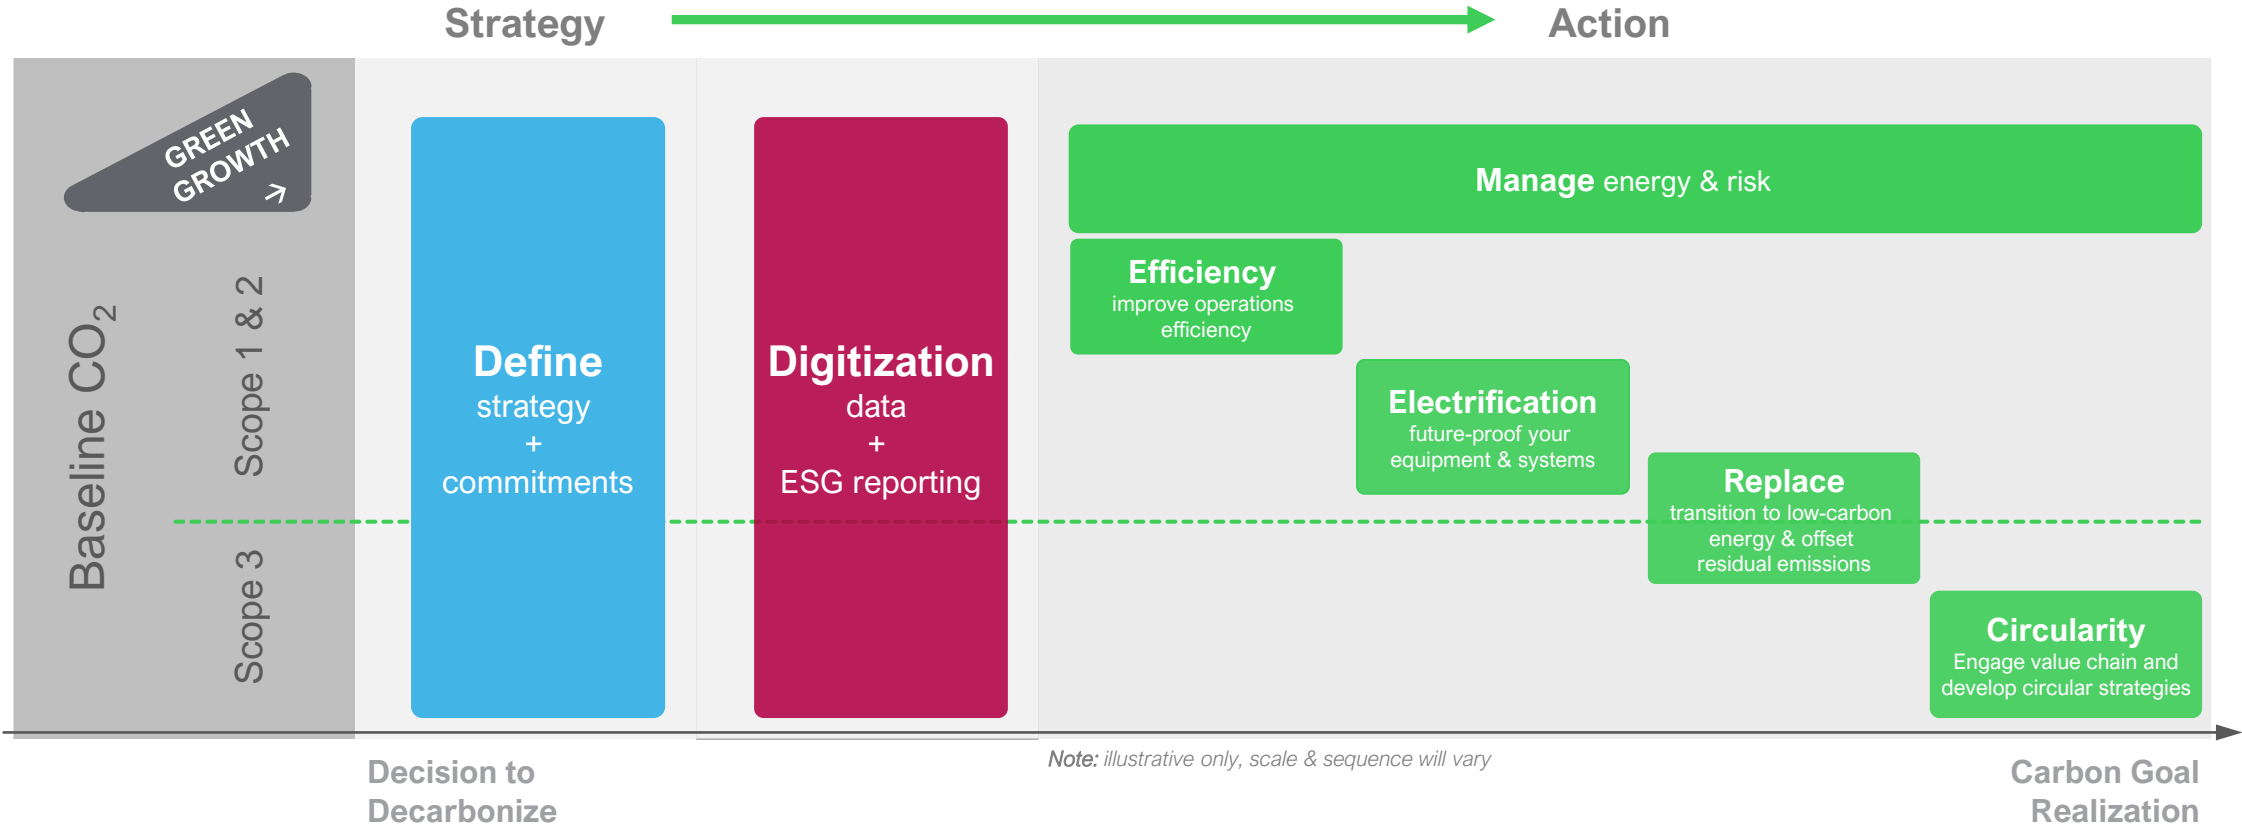 Strategy
Action
GREEN
GROWTH
Baseline CO₂
Scope 1 & 2
Scope 3
Define
strategy
+
commitments
Digitization
data
+
ESG reporting
Manage energy & risk
Efficiency
improve operations
efficiency
Electrification
future-proof your
equipment & systems
Replace
transition to low-carbon
energy & offset
residual emissions
Circularity
Engage value chain and
develop circular strategies
Note: illustrative only, scale & sequence will vary
Decision to
Decarbonize
Carbon Goal
Realization